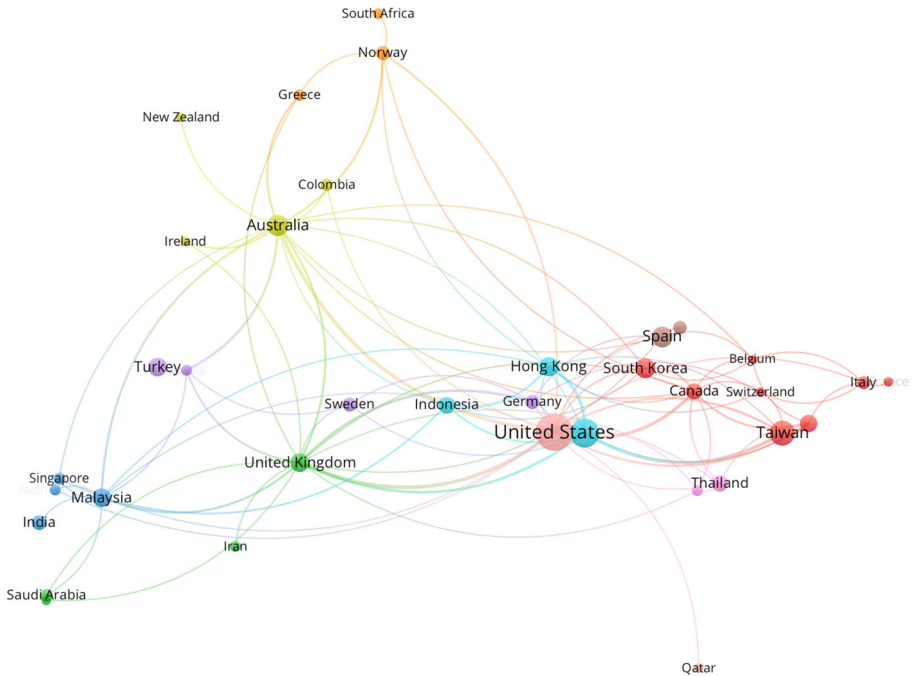 South Africa
Norway
Greece
New Zealand
Colombia
Australia
Ireland
Spain
Belgium
Hong Kong
South Korea
Turkey
Italy
Canada
Switzerland
Sweden
Indonesia
Germany
United States
Taiwan
United Kingdom
Singapore
Thailand
Malaysia
India
Iran
Saudi Arabia
Qatar